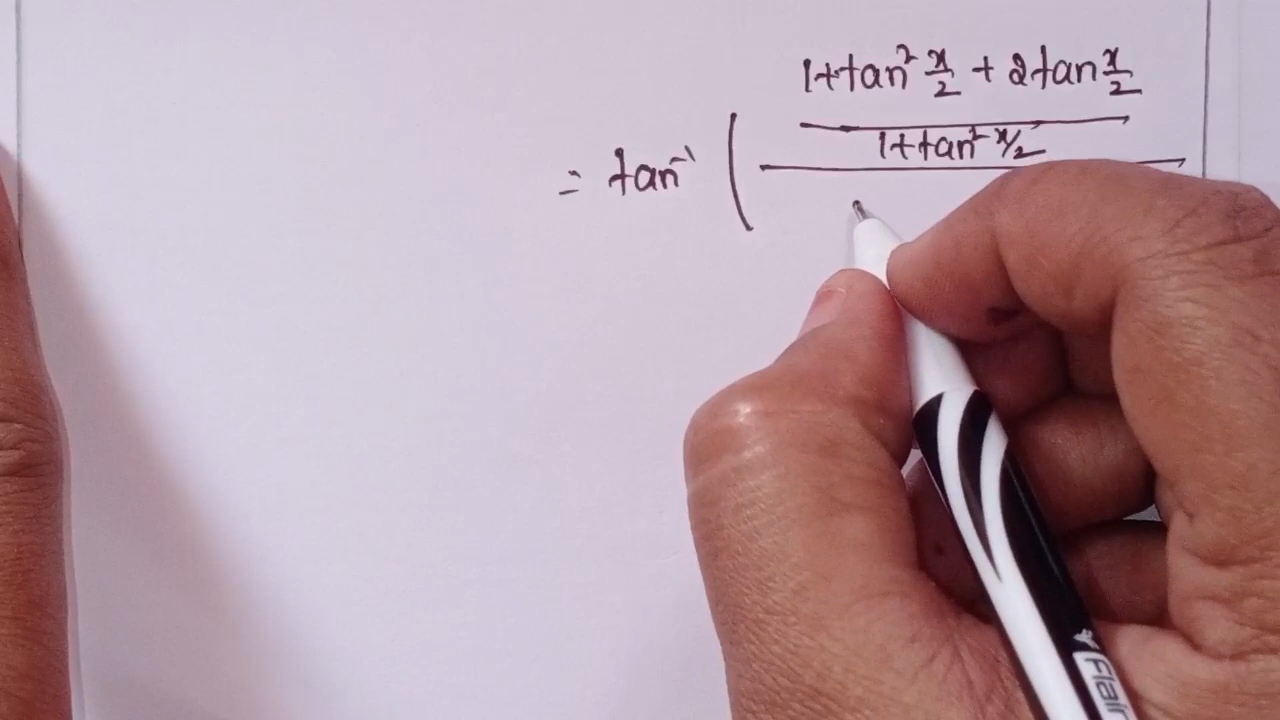 1+tan² x/2 + 2tan x/2
1+tan² x/2
= tan⁻¹ (
Flair